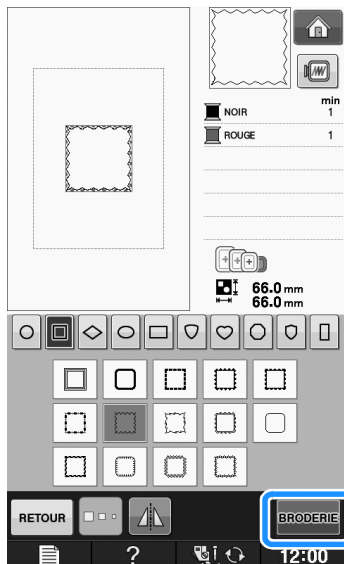 min
NOIR 1
ROUGE 1
66.0 mm
66.0 mm
RETOUR
BRODERIE
? 12:00